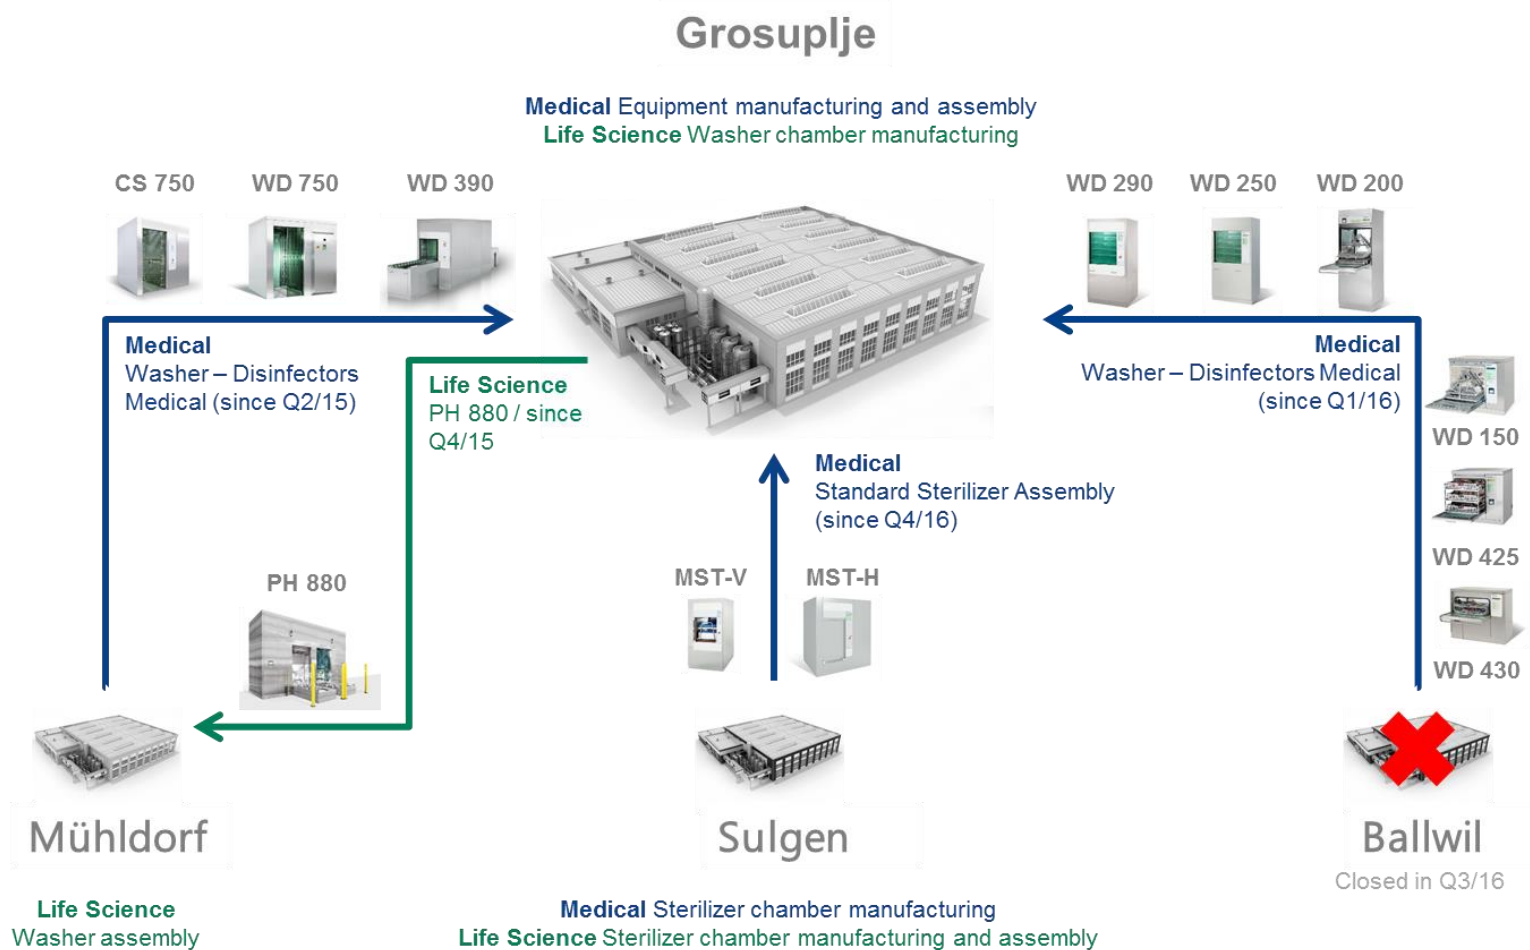 Grosuplje
Medical Equipment manufacturing and assembly
Life Science Washer chamber manufacturing
CS 750
WD 750
WD 390
WD 290
WD 250
WD 200
Medical
Washer – Disinfectors
Medical (since Q2/15)
Life Science
PH 880 / since
Q4/15
Medical
Washer – Disinfectors Medical
(since Q1/16)
WD 150
WD 425
WD 430
Medical
Standard Sterilizer Assembly
(since Q4/16)
PH 880
MST-V
MST-H
Mühldorf
Sulgen
Ballwil
Closed in Q3/16
Life Science
Washer assembly
Medical Sterilizer chamber manufacturing
Life Science Sterilizer chamber manufacturing and assembly